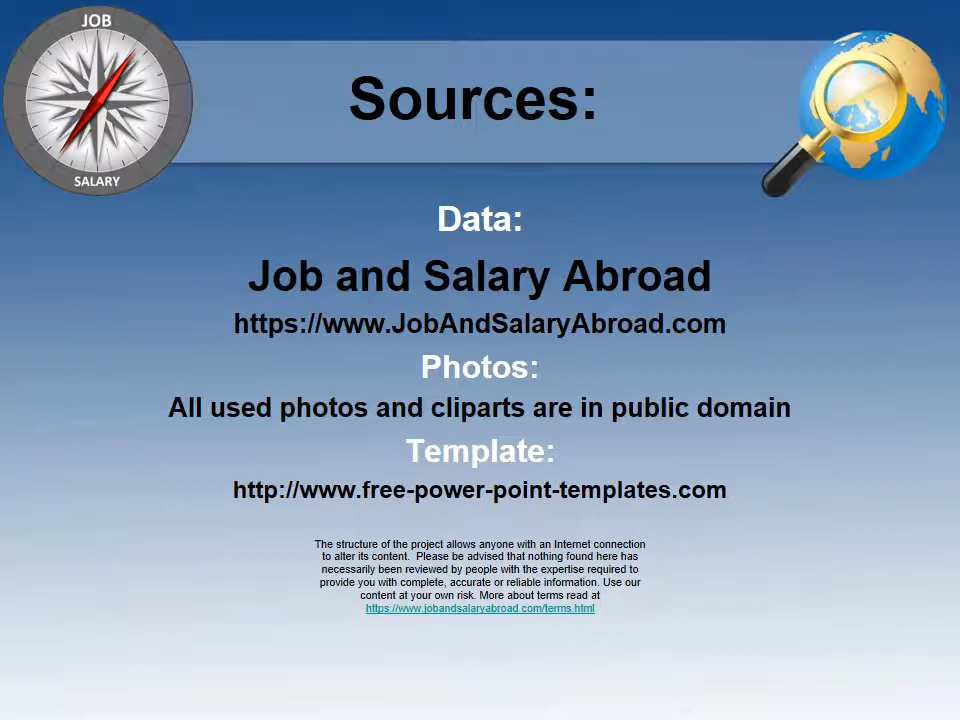 JOB
SALARY
Sources:
Data:
Job and Salary Abroad
https://www.JobAndSalaryAbroad.com
Photos:
All used photos and cliparts are in public domain
Template:
http://www.free-power-point-templates.com
The structure of the project allows anyone with an Internet connection
to alter its content.  Please be advised that nothing found here has
necessarily been reviewed by people with the expertise required to
provide you with complete, accurate or reliable information. Use our
content at your own risk. More about terms read at
https://www.jobandsalaryabroad.com/terms.html